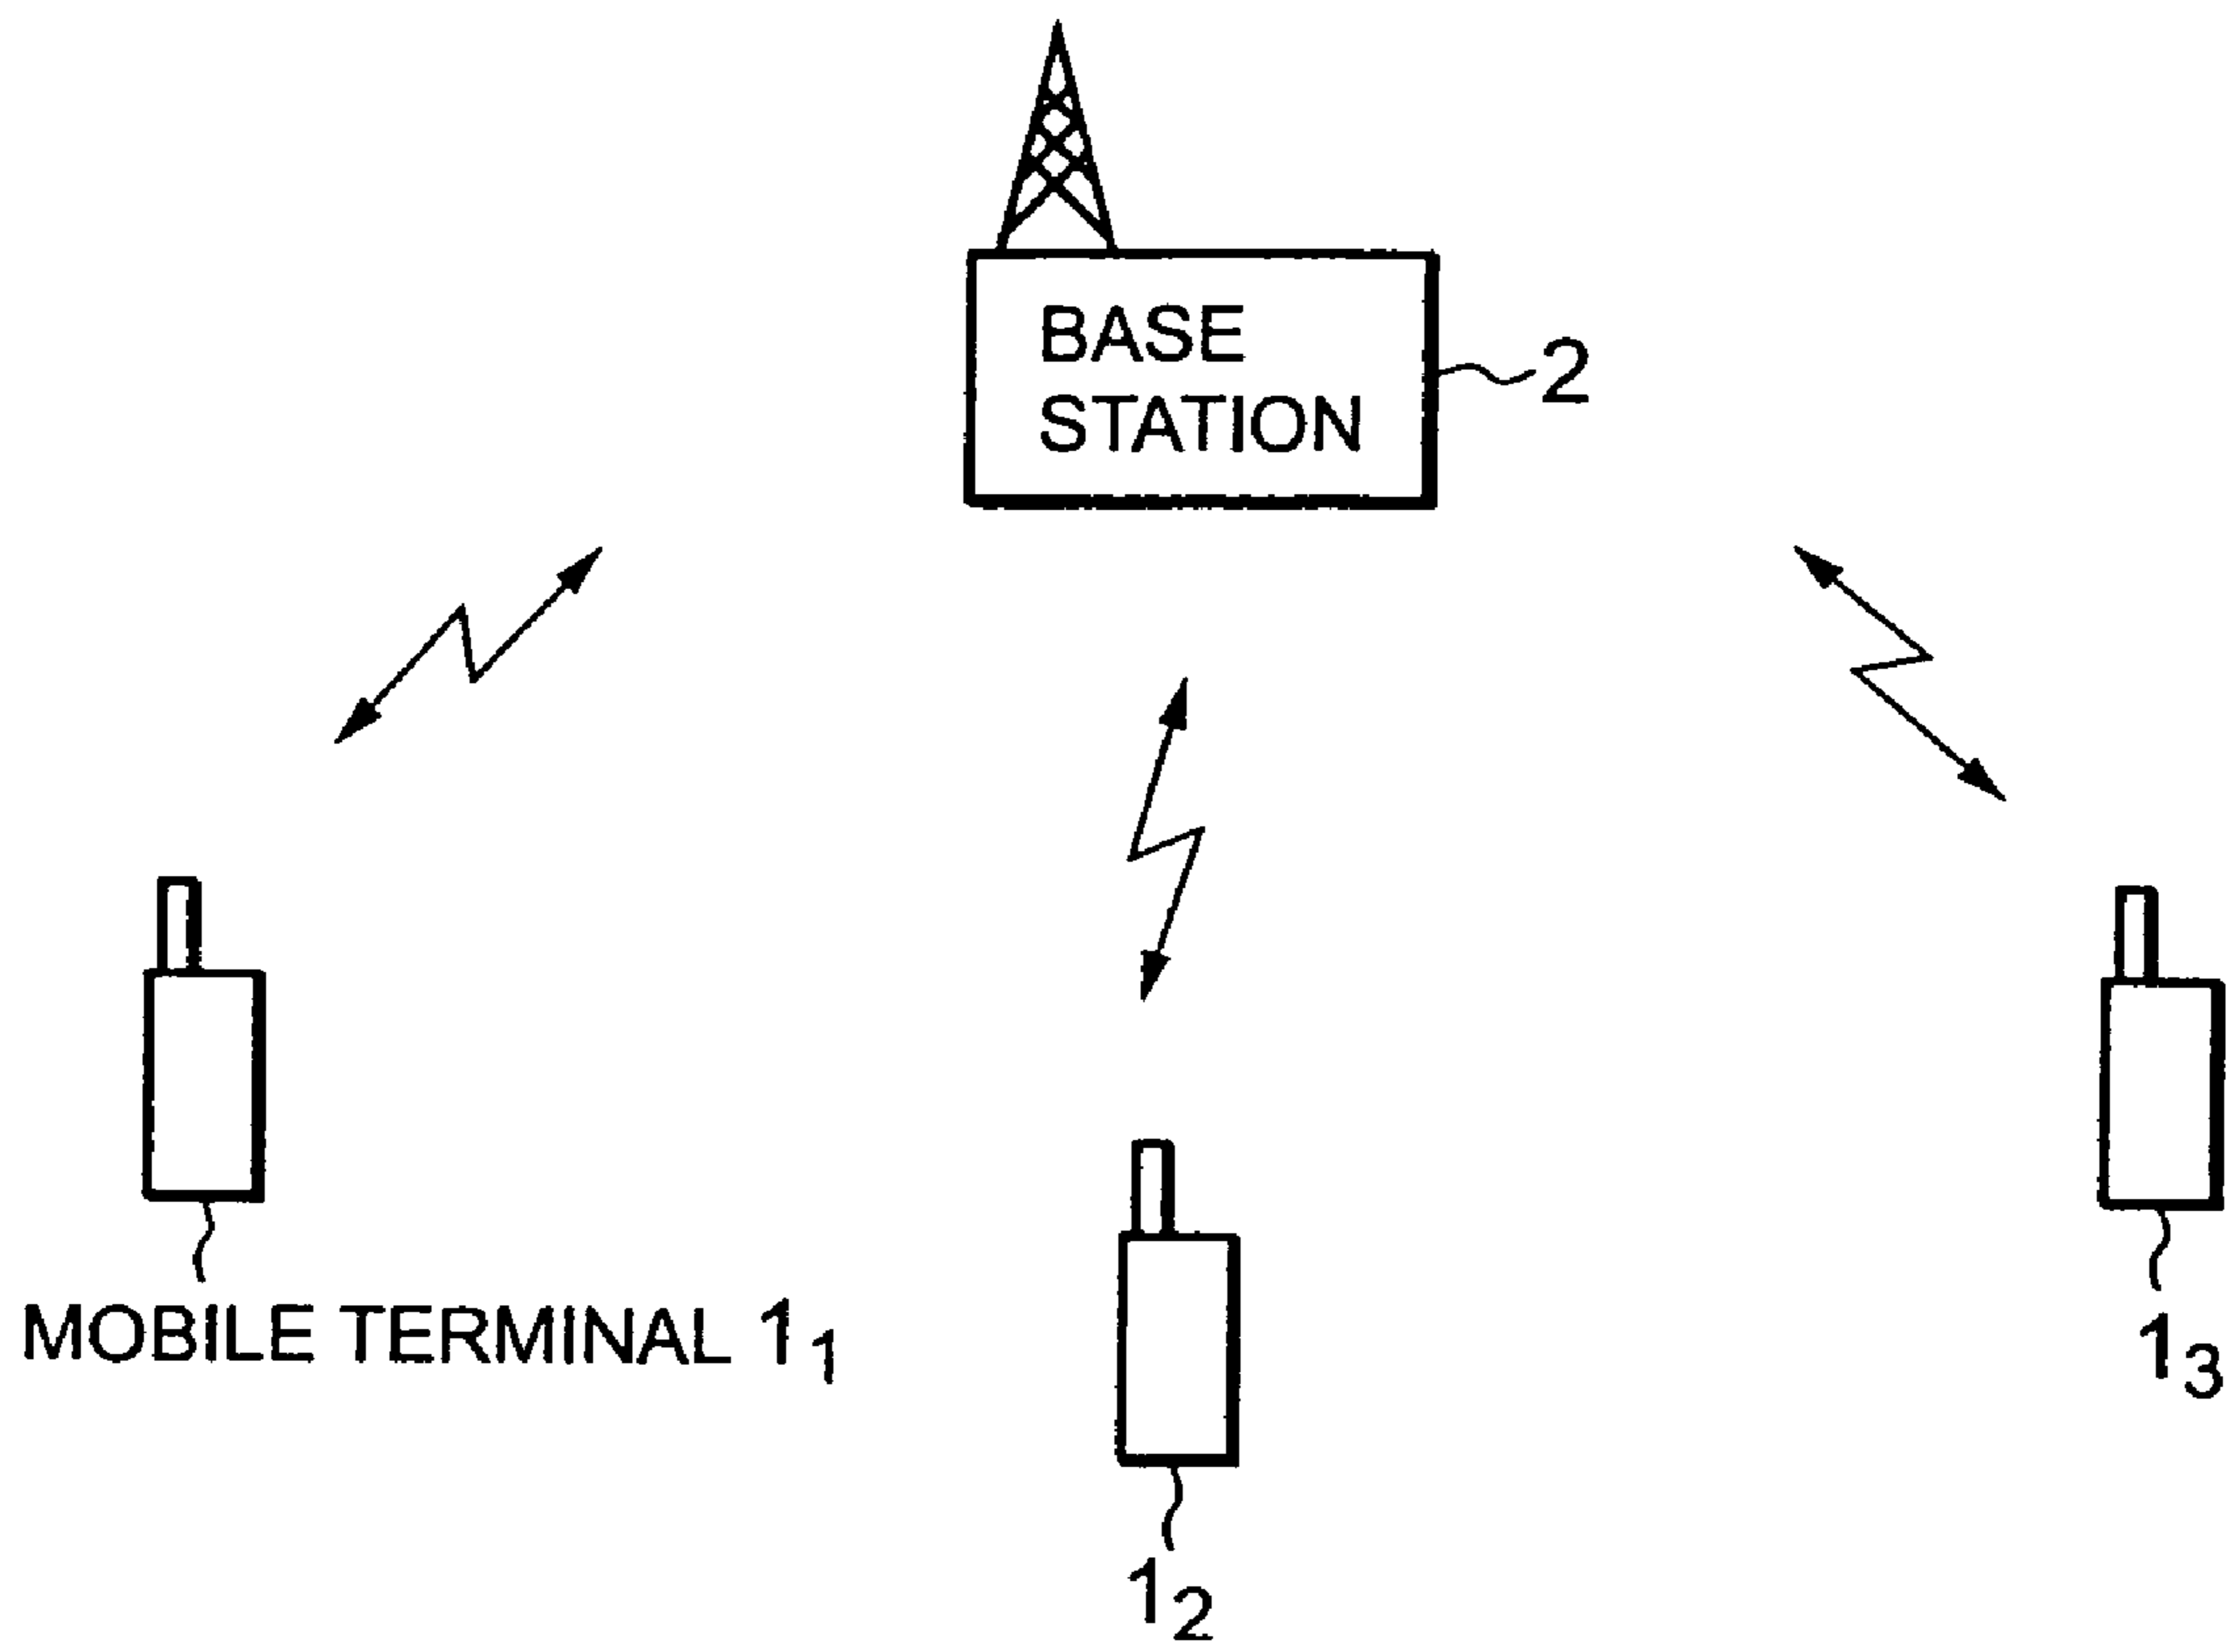 BASE
STATION
2
MOBILE TERMINAL 1₁
1₂
1₃